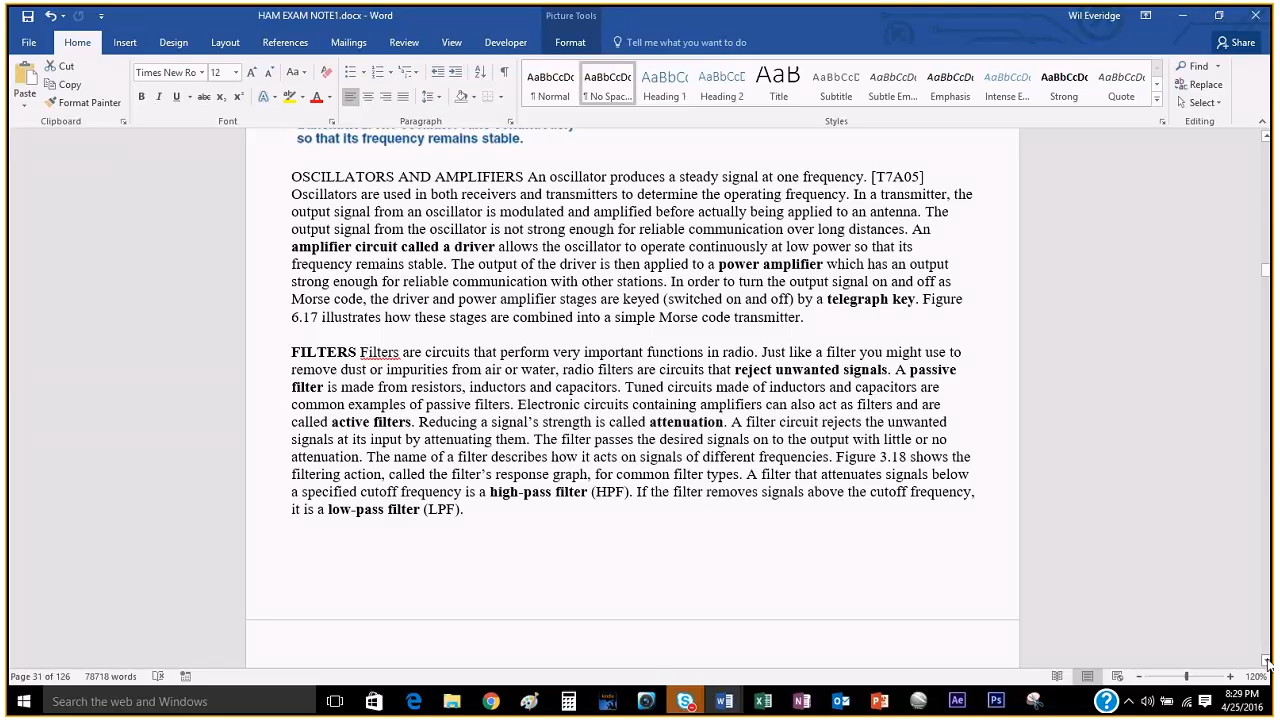 HAM EXAM NOTE1.docx - Word
Picture Tools
Wil Everidge
File Home Insert Design Layout References Mailings Review View Developer Format Tell me what you want to do Share
Paste
Cut
Copy
Format Painter
Clipboard
Times New Ro 12 Aa
B I U abc x₂ x² A A
Font
Paragraph
AaBbCcDc AaBbCcDc AaBbCc AaBbCcC AaB AaBbCcD AaBbCcDt AaBbCcDt AaBbCcDt AaBbCcDc AaBbCcDt
¶ Normal ¶ No Spac... Heading 1 Heading 2 Title Subtitle Subtle Em... Emphasis Intense E... Strong Quote
Styles
Find
Replace
Select
Editing
so that its frequency remains stable.
OSCILLATORS AND AMPLIFIERS An oscillator produces a steady signal at one frequency. [T7A05]
Oscillators are used in both receivers and transmitters to determine the operating frequency. In a transmitter, the
output signal from an oscillator is modulated and amplified before actually being applied to an antenna. The
output signal from the oscillator is not strong enough for reliable communication over long distances. An
amplifier circuit called a driver allows the oscillator to operate continuously at low power so that its
frequency remains stable. The output of the driver is then applied to a power amplifier which has an output
strong enough for reliable communication with other stations. In order to turn the output signal on and off as
Morse code, the driver and power amplifier stages are keyed (switched on and off) by a telegraph key. Figure
6.17 illustrates how these stages are combined into a simple Morse code transmitter.
FILTERS Filters are circuits that perform very important functions in radio. Just like a filter you might use to
remove dust or impurities from air or water, radio filters are circuits that reject unwanted signals. A passive
filter is made from resistors, inductors and capacitors. Tuned circuits made of inductors and capacitors are
common examples of passive filters. Electronic circuits containing amplifiers can also act as filters and are
called active filters. Reducing a signal's strength is called attenuation. A filter circuit rejects the unwanted
signals at its input by attenuating them. The filter passes the desired signals on to the output with little or no
attenuation. The name of a filter describes how it acts on signals of different frequencies. Figure 3.18 shows the
filtering action, called the filter's response graph, for common filter types. A filter that attenuates signals below
a specified cutoff frequency is a high-pass filter (HPF). If the filter removes signals above the cutoff frequency,
it is a low-pass filter (LPF).
Page 31 of 126 78718 words
120%
Search the web and Windows
8:29 PM
4/25/2016